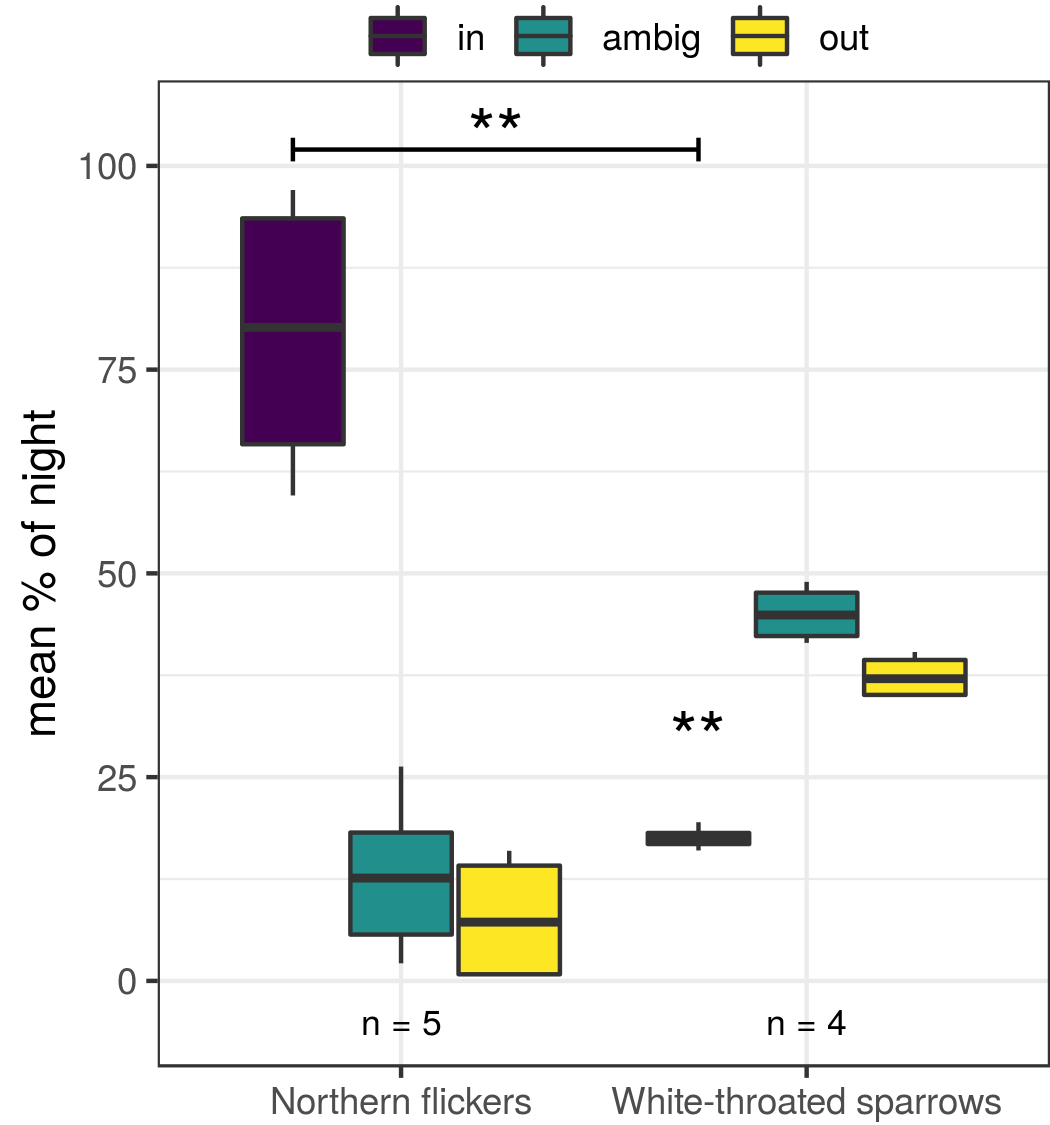 in ambig out
**
100
75
50
25
0
mean % of night
**
n = 5 n = 4
Northern flickers White-throated sparrows